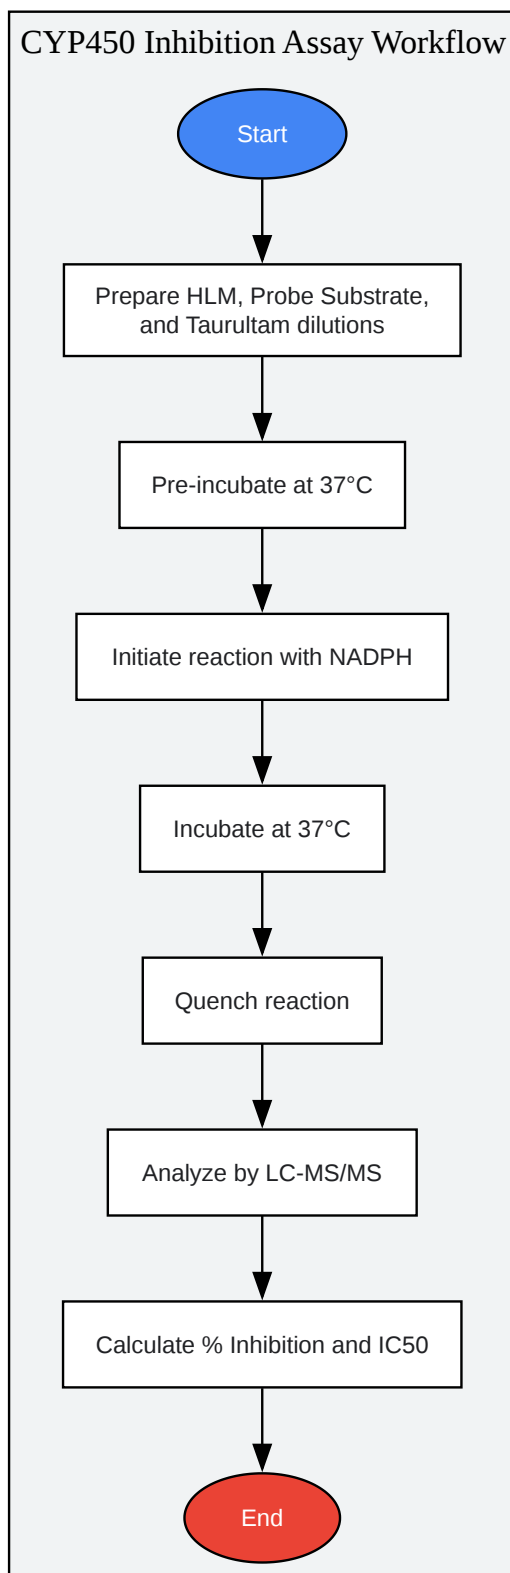 CYP450 Inhibition Assay Workflow
Start
Prepare HLM, Probe Substrate,
and Taurultam dilutions
Pre-incubate at 37°C
Initiate reaction with NADPH
Incubate at 37°C
Quench reaction
Analyze by LC-MS/MS
Calculate % Inhibition and IC50
End